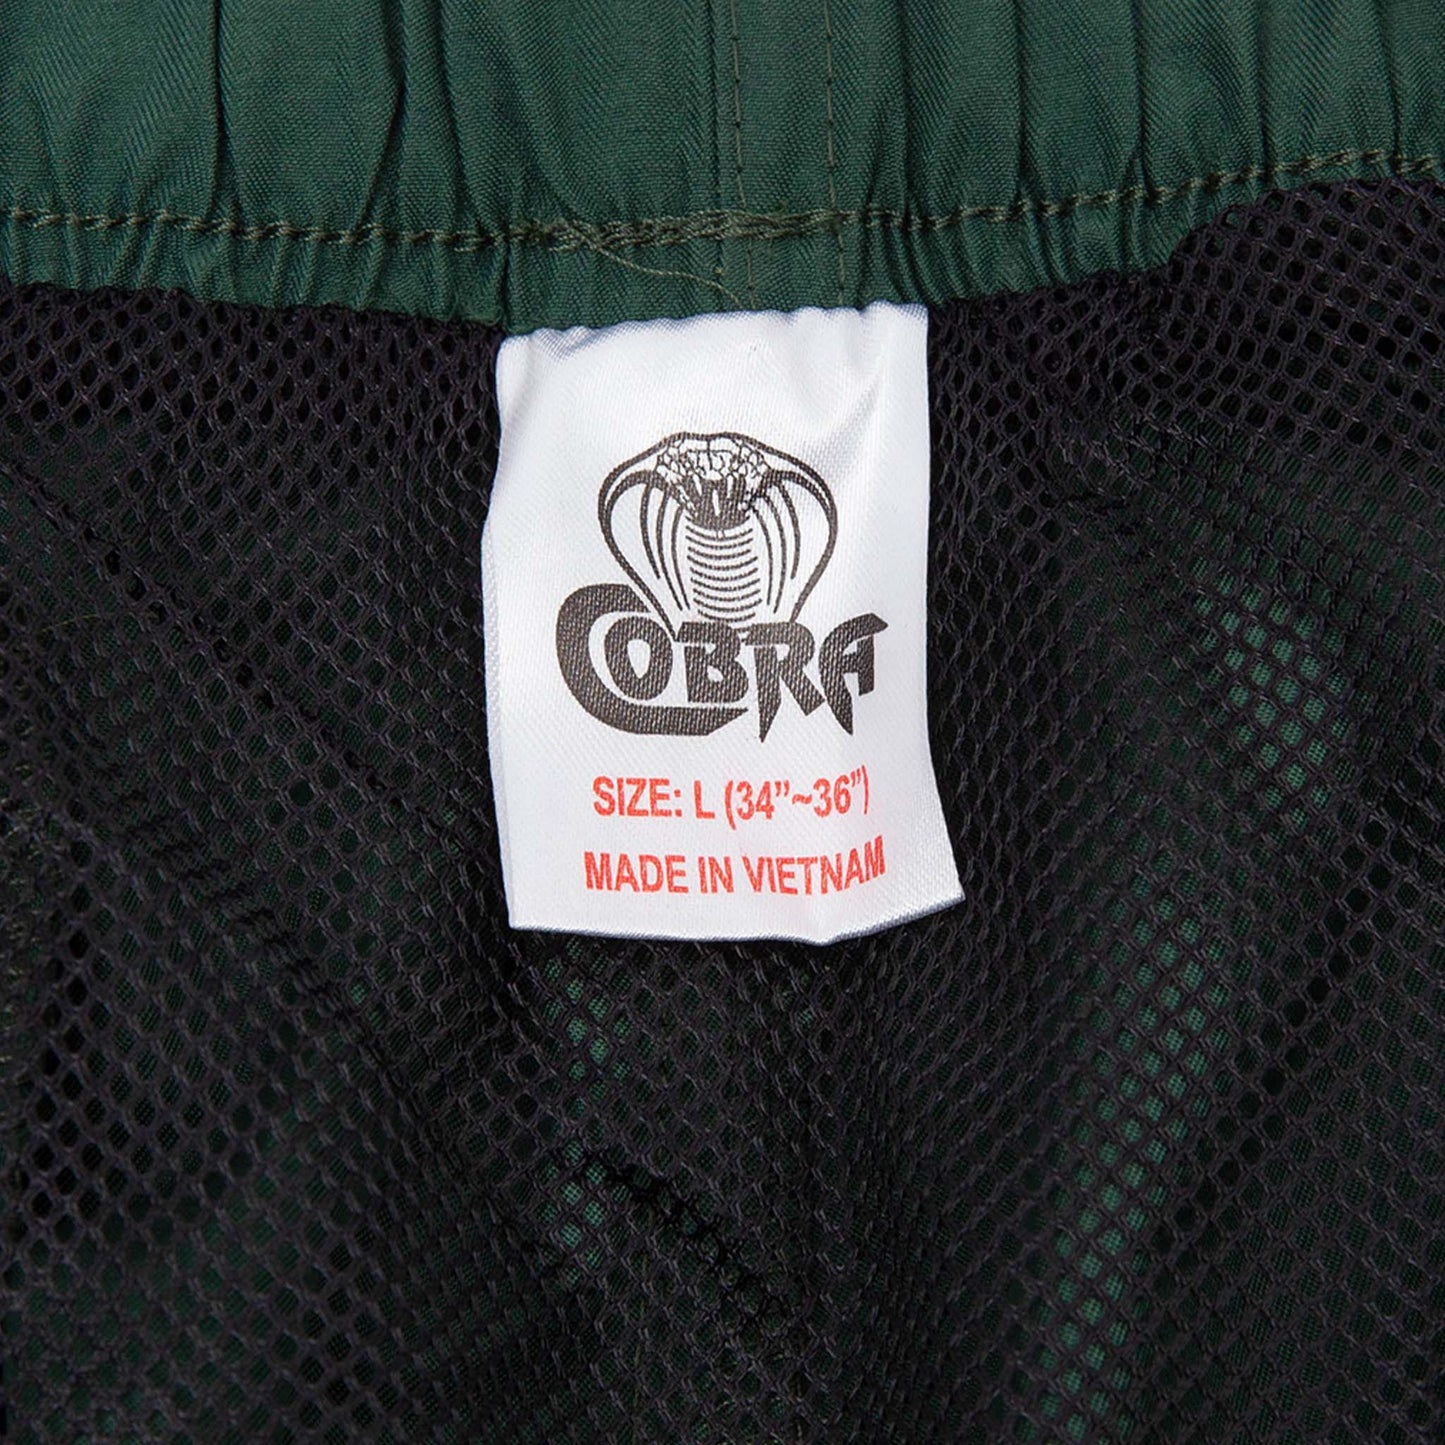 COBRA
SIZE: L (34”~36”)
MADE IN VIETNAM